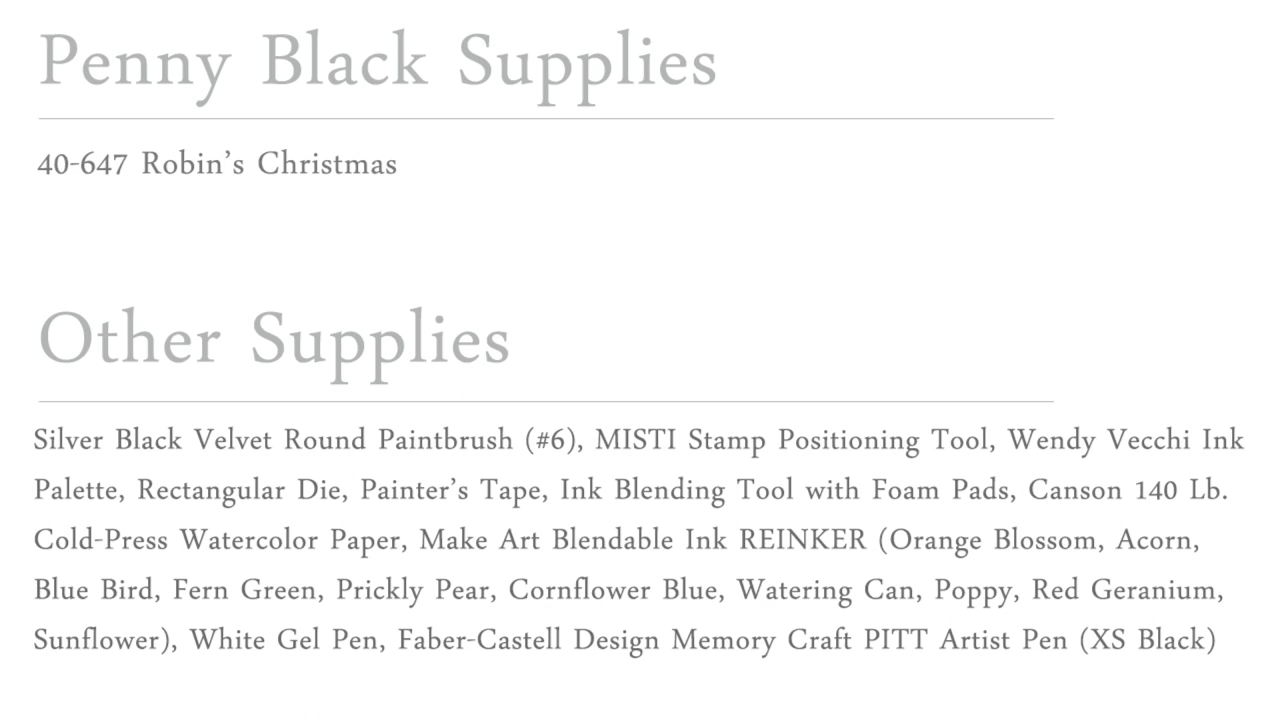 Penny Black Supplies
40-647 Robin’s Christmas
Other Supplies
Silver Black Velvet Round Paintbrush (#6), MISTI Stamp Positioning Tool, Wendy Vecchi Ink
Palette, Rectangular Die, Painter’s Tape, Ink Blending Tool with Foam Pads, Canson 140 Lb.
Cold-Press Watercolor Paper, Make Art Blendable Ink REINKER (Orange Blossom, Acorn,
Blue Bird, Fern Green, Prickly Pear, Cornflower Blue, Watering Can, Poppy, Red Geranium,
Sunflower), White Gel Pen, Faber-Castell Design Memory Craft PITT Artist Pen (XS Black)